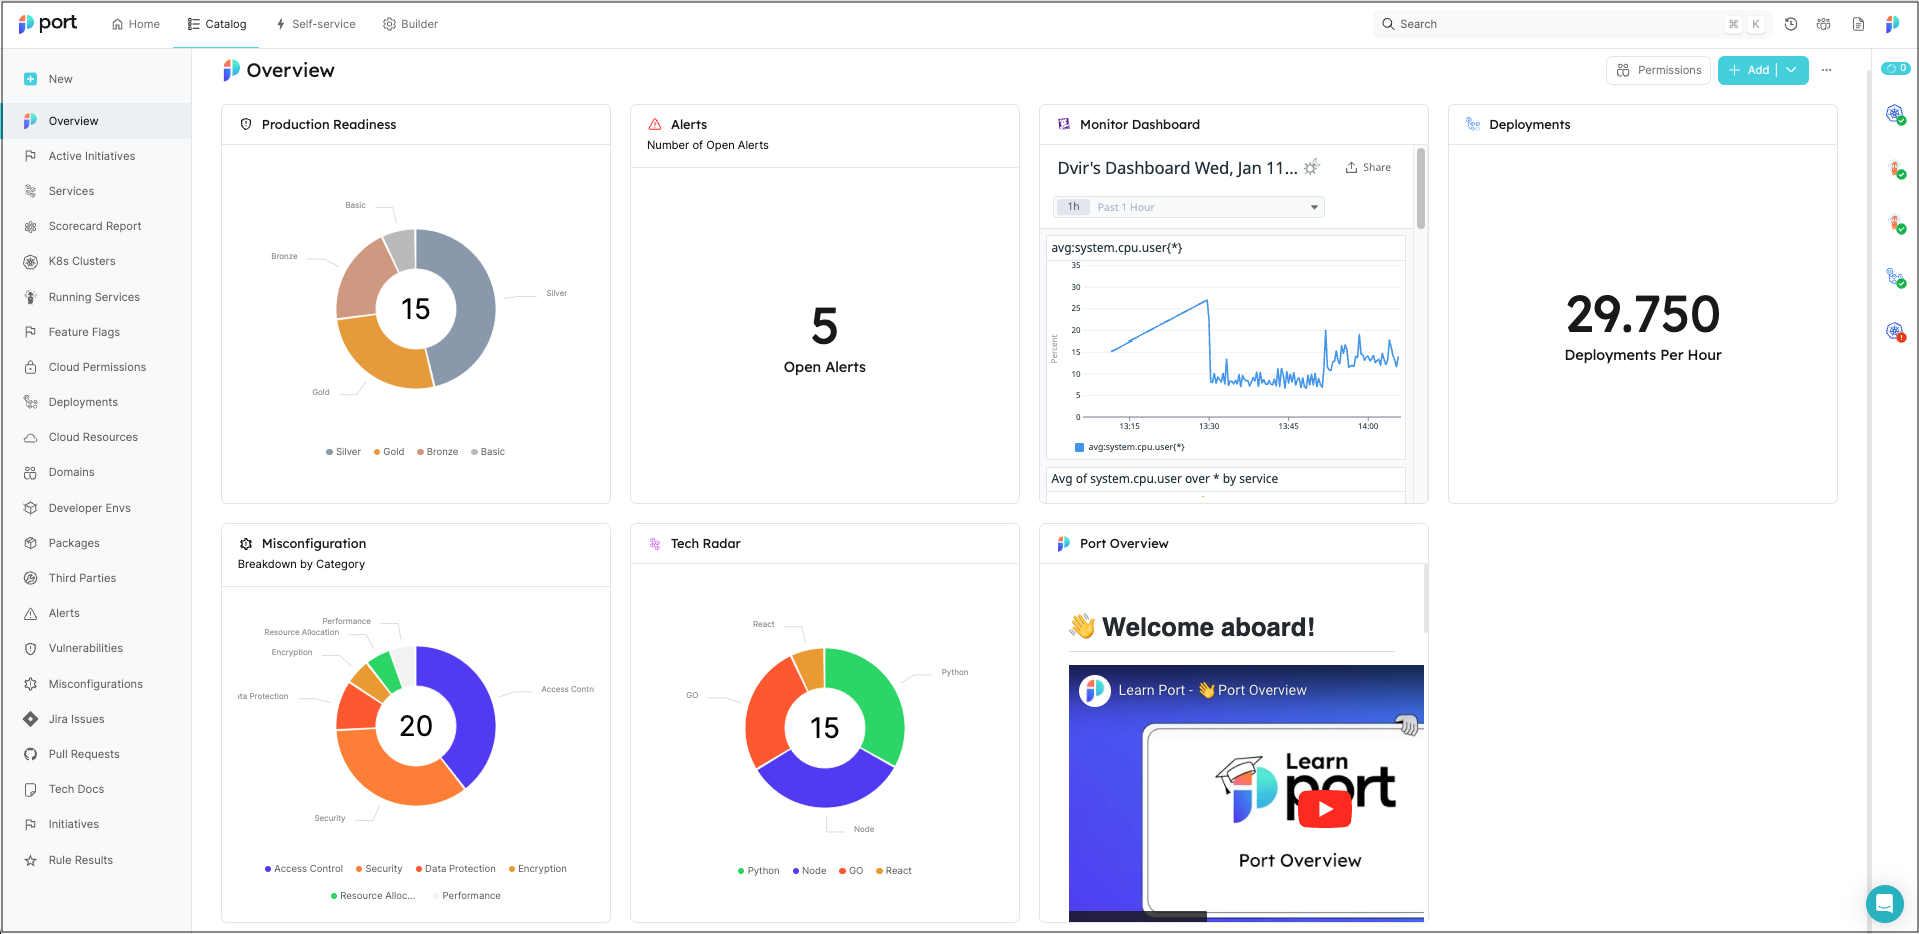 port
Home
Catalog
Self-service
Builder
Search
⌘ K
New
Overview
Active Initiatives
Services
Scorecard Report
K8s Clusters
Running Services
Feature Flags
Cloud Permissions
Deployments
Cloud Resources
Domains
Developer Envs
Packages
Third Parties
Alerts
Vulnerabilities
Misconfigurations
Jira Issues
Pull Requests
Tech Docs
Initiatives
Rule Results
Overview
Permissions
+ Add
0
Production Readiness
Basic
Bronze
Silver
Gold
15
Silver Gold Bronze Basic
Alerts
Number of Open Alerts
5
Open Alerts
Monitor Dashboard
Dvir's Dashboard Wed, Jan 11...
Share
1h Past 1 Hour
avg:system.cpu.user{*}
35
30
25
20
15
10
5
0
Percent
13:15 13:30 13:45 14:00
avg:system.cpu.user{*}
Avg of system.cpu.user over * by service
Deployments
29.750
Deployments Per Hour
Misconfiguration
Breakdown by Category
Performance
Resource Allocation
Encryption
ata Protection
Access Contro
Security
20
Access Control Security Data Protection Encryption
Resource Alloc... Performance
Tech Radar
React
Python
GO
Node
15
Python Node GO React
Port Overview
👋 Welcome aboard!
Learn Port - 👋 Port Overview
Learn
port
Port Overview